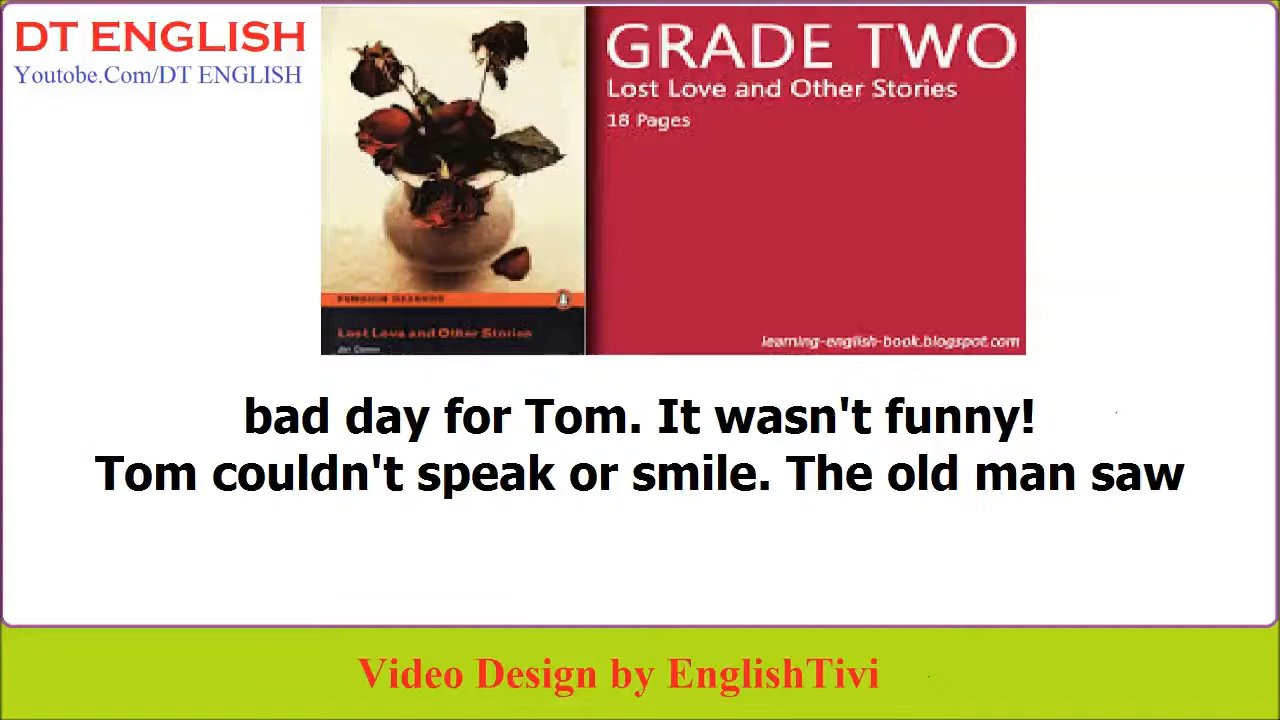 DT ENGLISH
Youtobe.Com/DT ENGLISH
GRADE TWO
Lost Love and Other Stories
18 Pages
PENGUIN READERS
Lost Love and Other Stories
learning-english-book.blogspot.com
bad day for Tom. It wasn't funny!
Tom couldn't speak or smile. The old man saw
Video Design by EnglishTivi